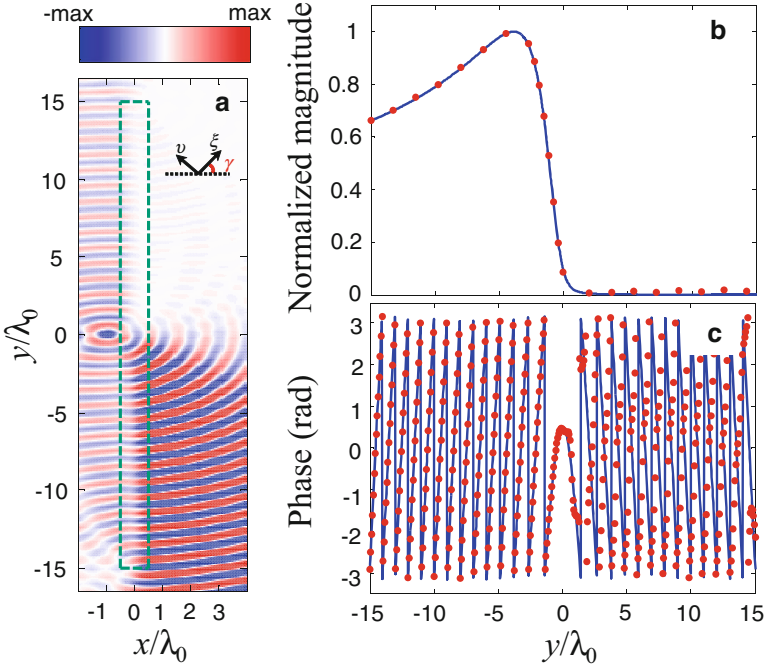 -max max
a
υ ξ γ
15
10
5
0
-5
-10
-15
y/λ₀
-1 0 1 2 3
x/λ₀
b
Normalized magnitude
1
0.8
0.6
0.4
0.2
0
c
Phase (rad)
3
2
1
0
-1
-2
-3
-15 -10 -5 0 5 10 15
y/λ₀